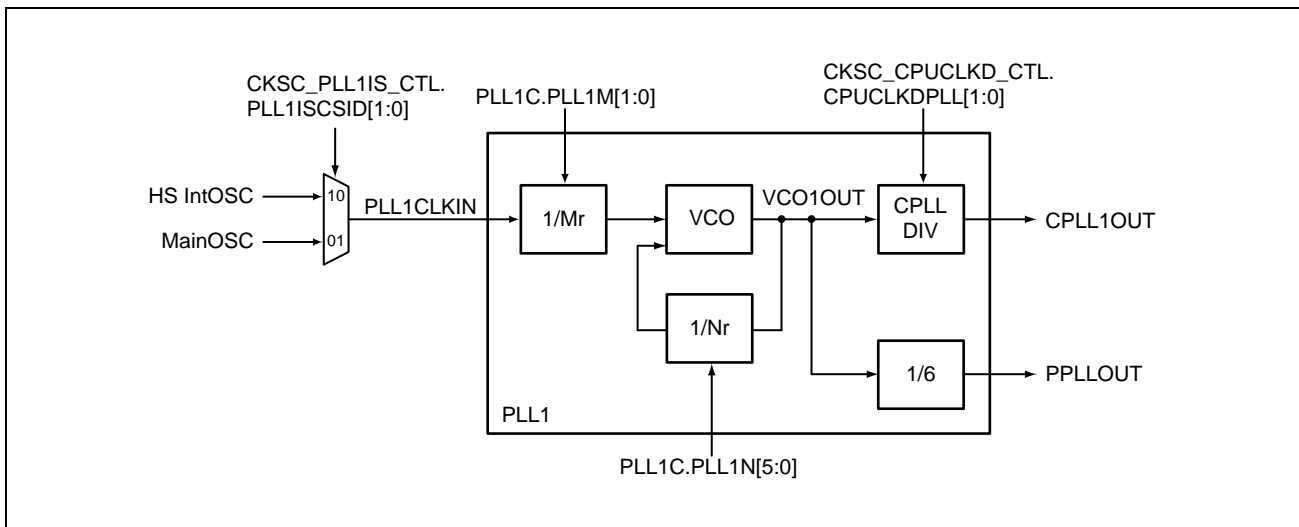 CKSC_PLL1IS_CTL.
PLL1ISCSID[1:0]
PLL1C.PLL1M[1:0]
CKSC_CPUCLKD_CTL.
CPUCLKDPLL[1:0]
HS IntOSC
MainOSC
10
01
PLL1CLKIN
1/Mr
VCO
VCO1OUT
CPLL
DIV
CPLL1OUT
1/Nr
1/6
PPLLOUT
PLL1
PLL1C.PLL1N[5:0]